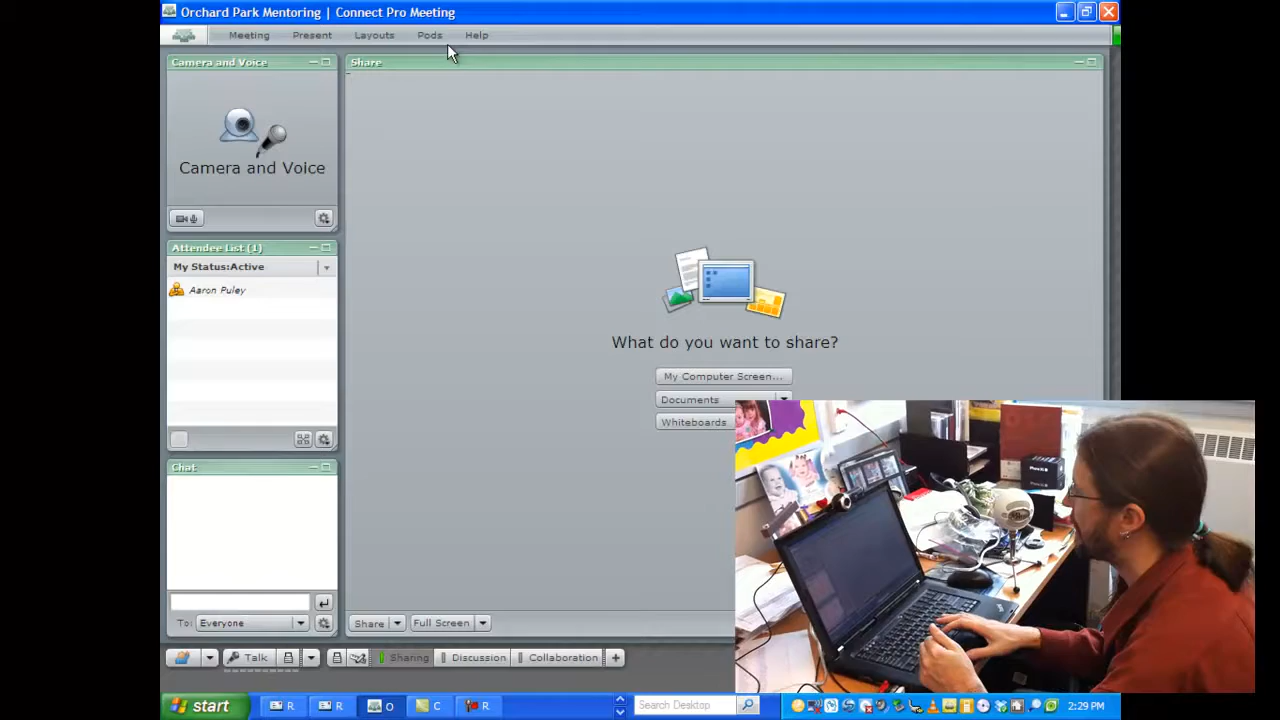 Orchard Park Mentoring | Connect Pro Meeting
Meeting Present Layouts Pods Help
Camera and Voice
Camera and Voice
Attendee List (1)
My Status:Active
Aaron Puley
Chat
To: Everyone
Share
What do you want to share?
My Computer Screen...
Documents
Whiteboards
Share Full Screen
Talk Sharing Discussion Collaboration +
start R R O C R Search Desktop 2:29 PM